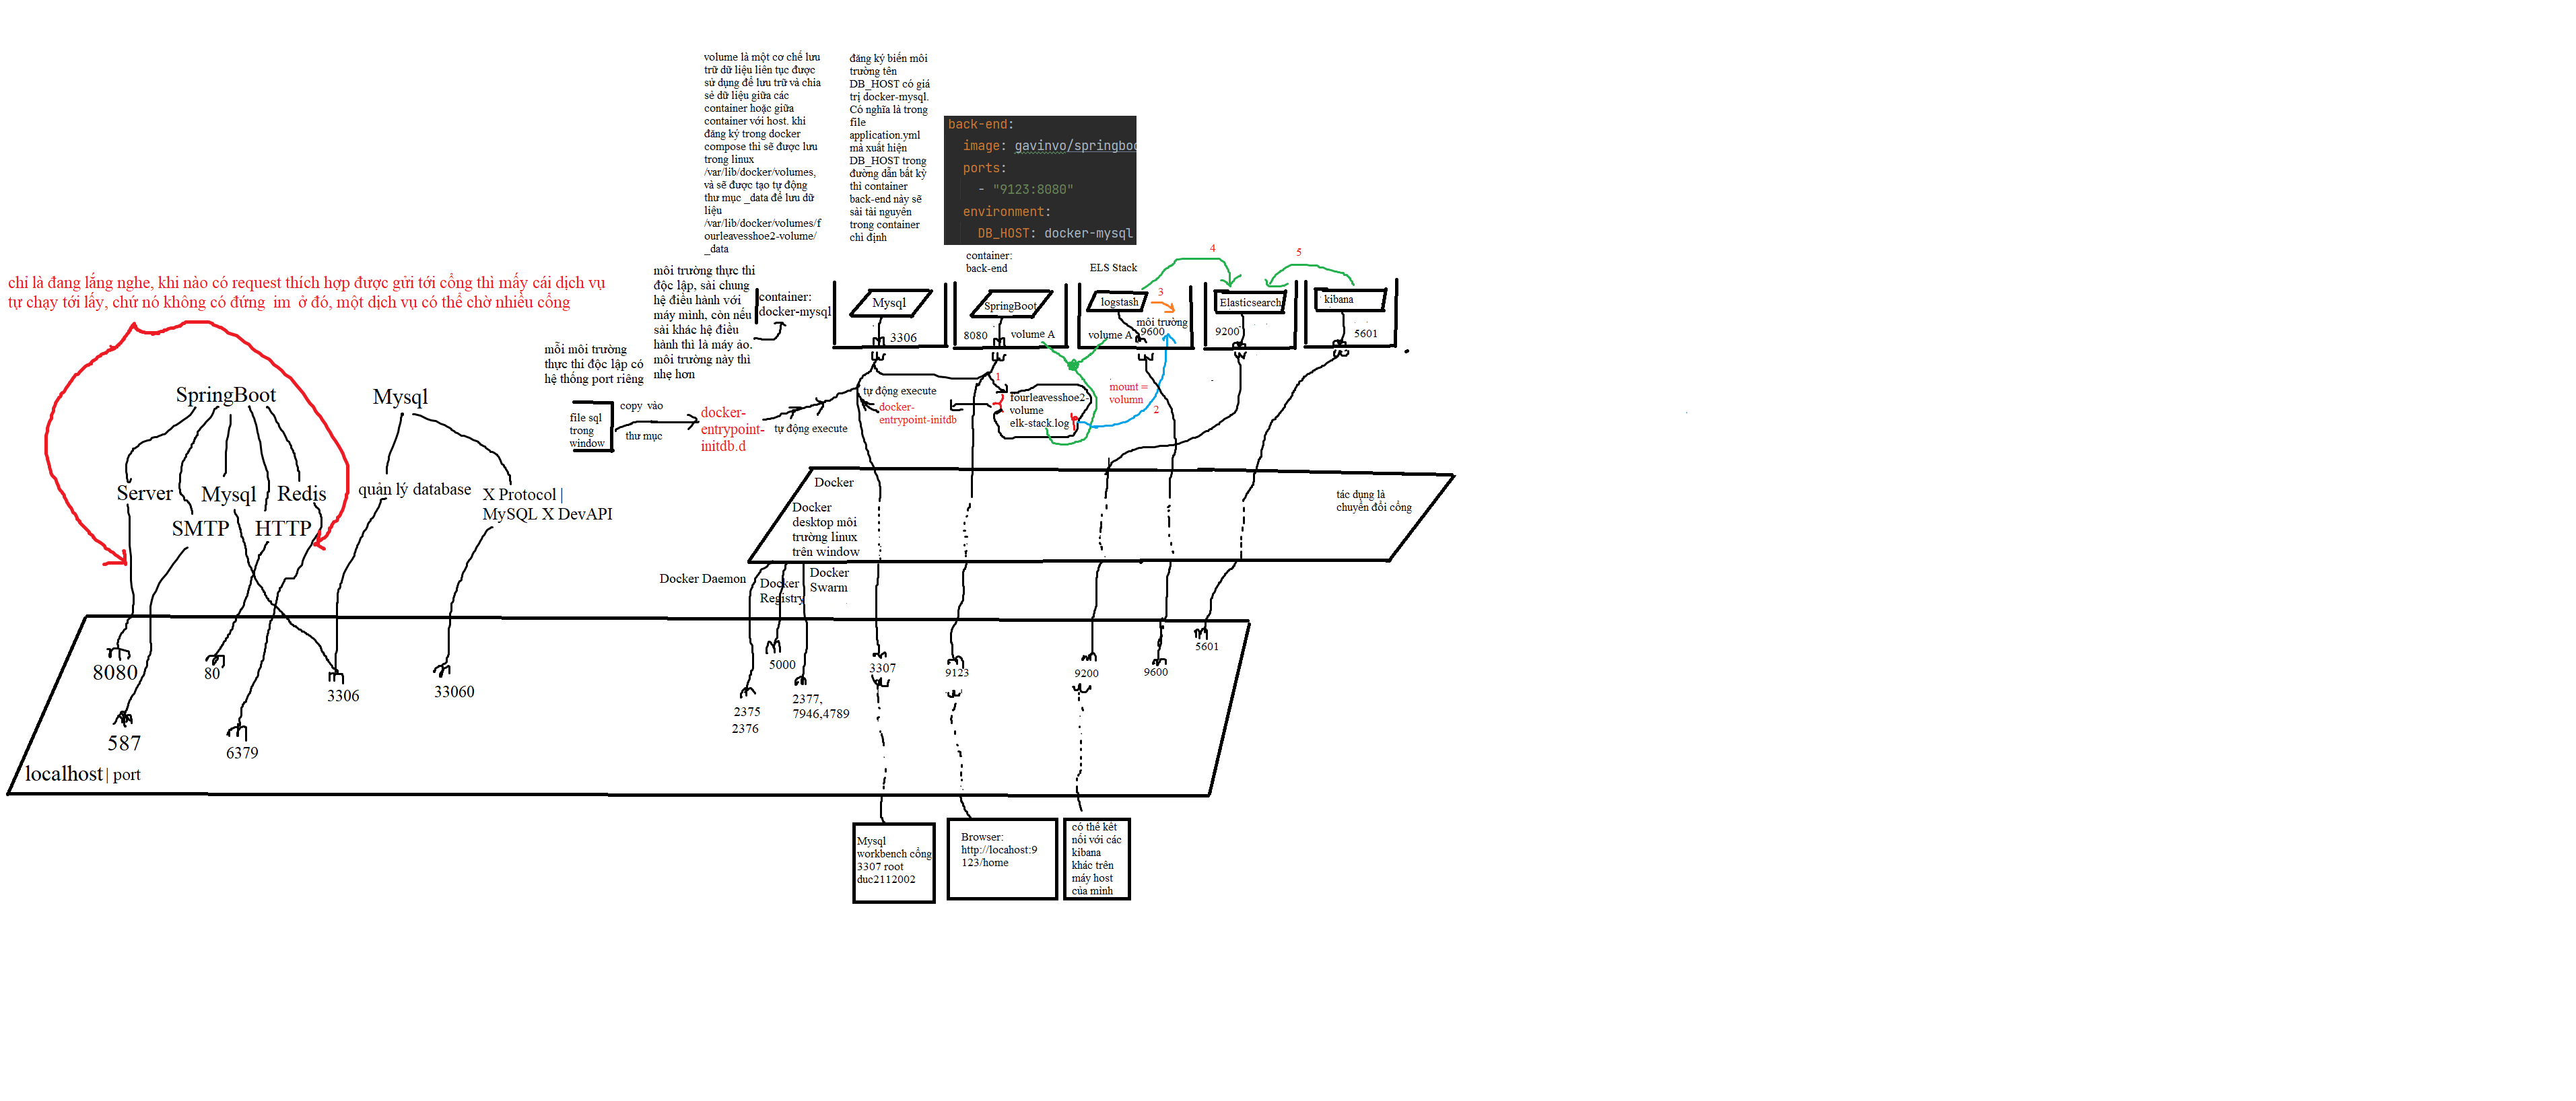 volume là một cơ chế lưu
trữ dữ liệu liên tục được
sử dụng để lưu trữ và chia
sẻ dữ liệu giữa các
container hoặc giữa
container với host. khi
đăng ký trong docker
compose thì sẽ được lưu
trong linux
/var/lib/docker/volumes,
và sẽ được tạo tự động
thư mục _data để lưu dữ
liệu
/var/lib/docker/volumes/f
ourleavesshoe2-volume/
_data
đăng ký biến môi
trường tên
DB_HOST có giá
trị docker-mysql.
Có nghĩa là trong
file
application.yml
mà xuất hiện
DB_HOST trong
đường dẫn bất kỳ
thì container
back-end này sẽ
sài tài nguyên
trong container
chỉ định
back-end:
image: gavinvo/springboo
ports:
- "9123:8080"
environment:
DB_HOST: docker-mysql
container:
back-end
ELS Stack
4
5
chỉ là đang lắng nghe, khi nào có request thích hợp được gửi tới cổng thì mấy cái dịch vụ
tự chạy tới lấy, chứ nó không có đứng im ở đó, một dịch vụ có thể chờ nhiều cổng
môi trường thực thi
độc lập, sài chung
hệ điều hành với
máy mình, còn nếu
sài khác hệ điều
hành thì là máy ảo.
môi trường này thì
nhẹ hơn
container:
docker-mysql
Mysql
3306
SpringBoot
8080
volume A
logstash
3
môi trường
volume A
9600
Elasticsearch
9200
kibana
5601
mỗi môi trường
thực thi độc lập có
hệ thống port riêng
file sql
trong
window
copy vào
thư mục
docker-
entrypoint-
initdb.d
tự động execute
tự động execute
docker-
entrypoint-initdb
1
fourleavesshoe2-
volume
elk-stack.log
mount =
volumn
2
SpringBoot
Mysql
Server
Mysql
Redis
SMTP
HTTP
quản lý database
X Protocol |
MySQL X DevAPI
Docker
Docker
desktop môi
trường linux
trên window
tác dụng là
chuyển đổi cổng
Docker Daemon
Docker
Registry
Docker
Swarm
8080
80
3306
33060
587
6379
5000
2375
2376
2377,
7946,4789
3307
9123
9200
9600
5601
localhost | port
Mysql
workbench cổng
3307 root
duc2112002
Browser:
http://locahost:9
123/home
có thể kết
nối với các
kibana
khác trên
máy host
của mình